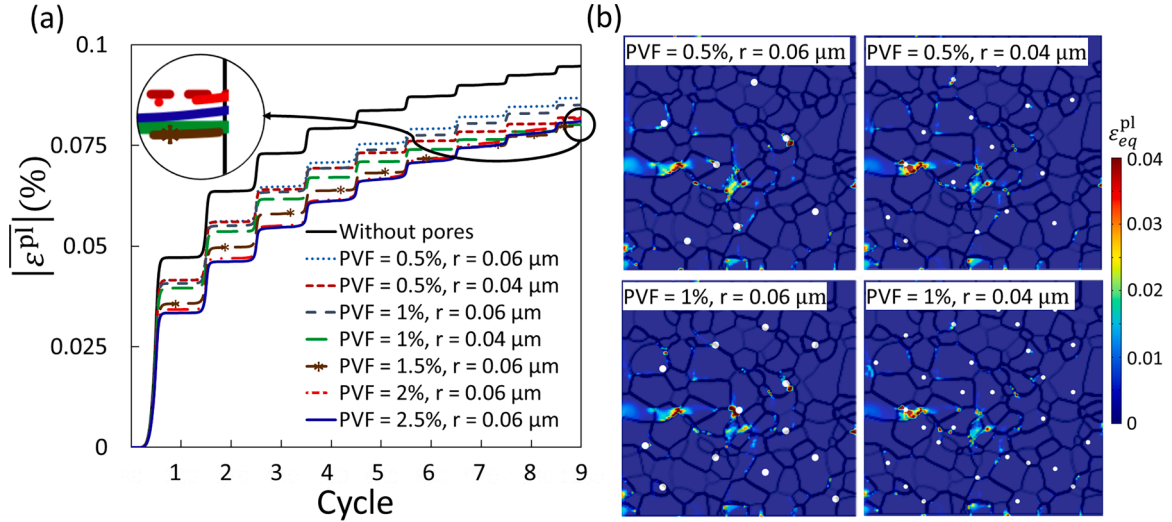 (a)
0.1
0.075
0.05
0.025
0
|ε̅ᵖˡ|(%)
Without pores
PVF = 0.5%, r = 0.06 μm
PVF = 0.5%, r = 0.04 μm
PVF = 1%, r = 0.06 μm
PVF = 1%, r = 0.04 μm
PVF = 1.5%, r = 0.06 μm
PVF = 2%, r = 0.06 μm
PVF = 2.5%, r = 0.06 μm
1 2 3 4 5 6 7 8 9
Cycle
(b)
PVF = 0.5%, r = 0.06 μm
PVF = 0.5%, r = 0.04 μm
PVF = 1%, r = 0.06 μm
PVF = 1%, r = 0.04 μm
εᵖˡeq
0.04
0.03
0.02
0.01
0